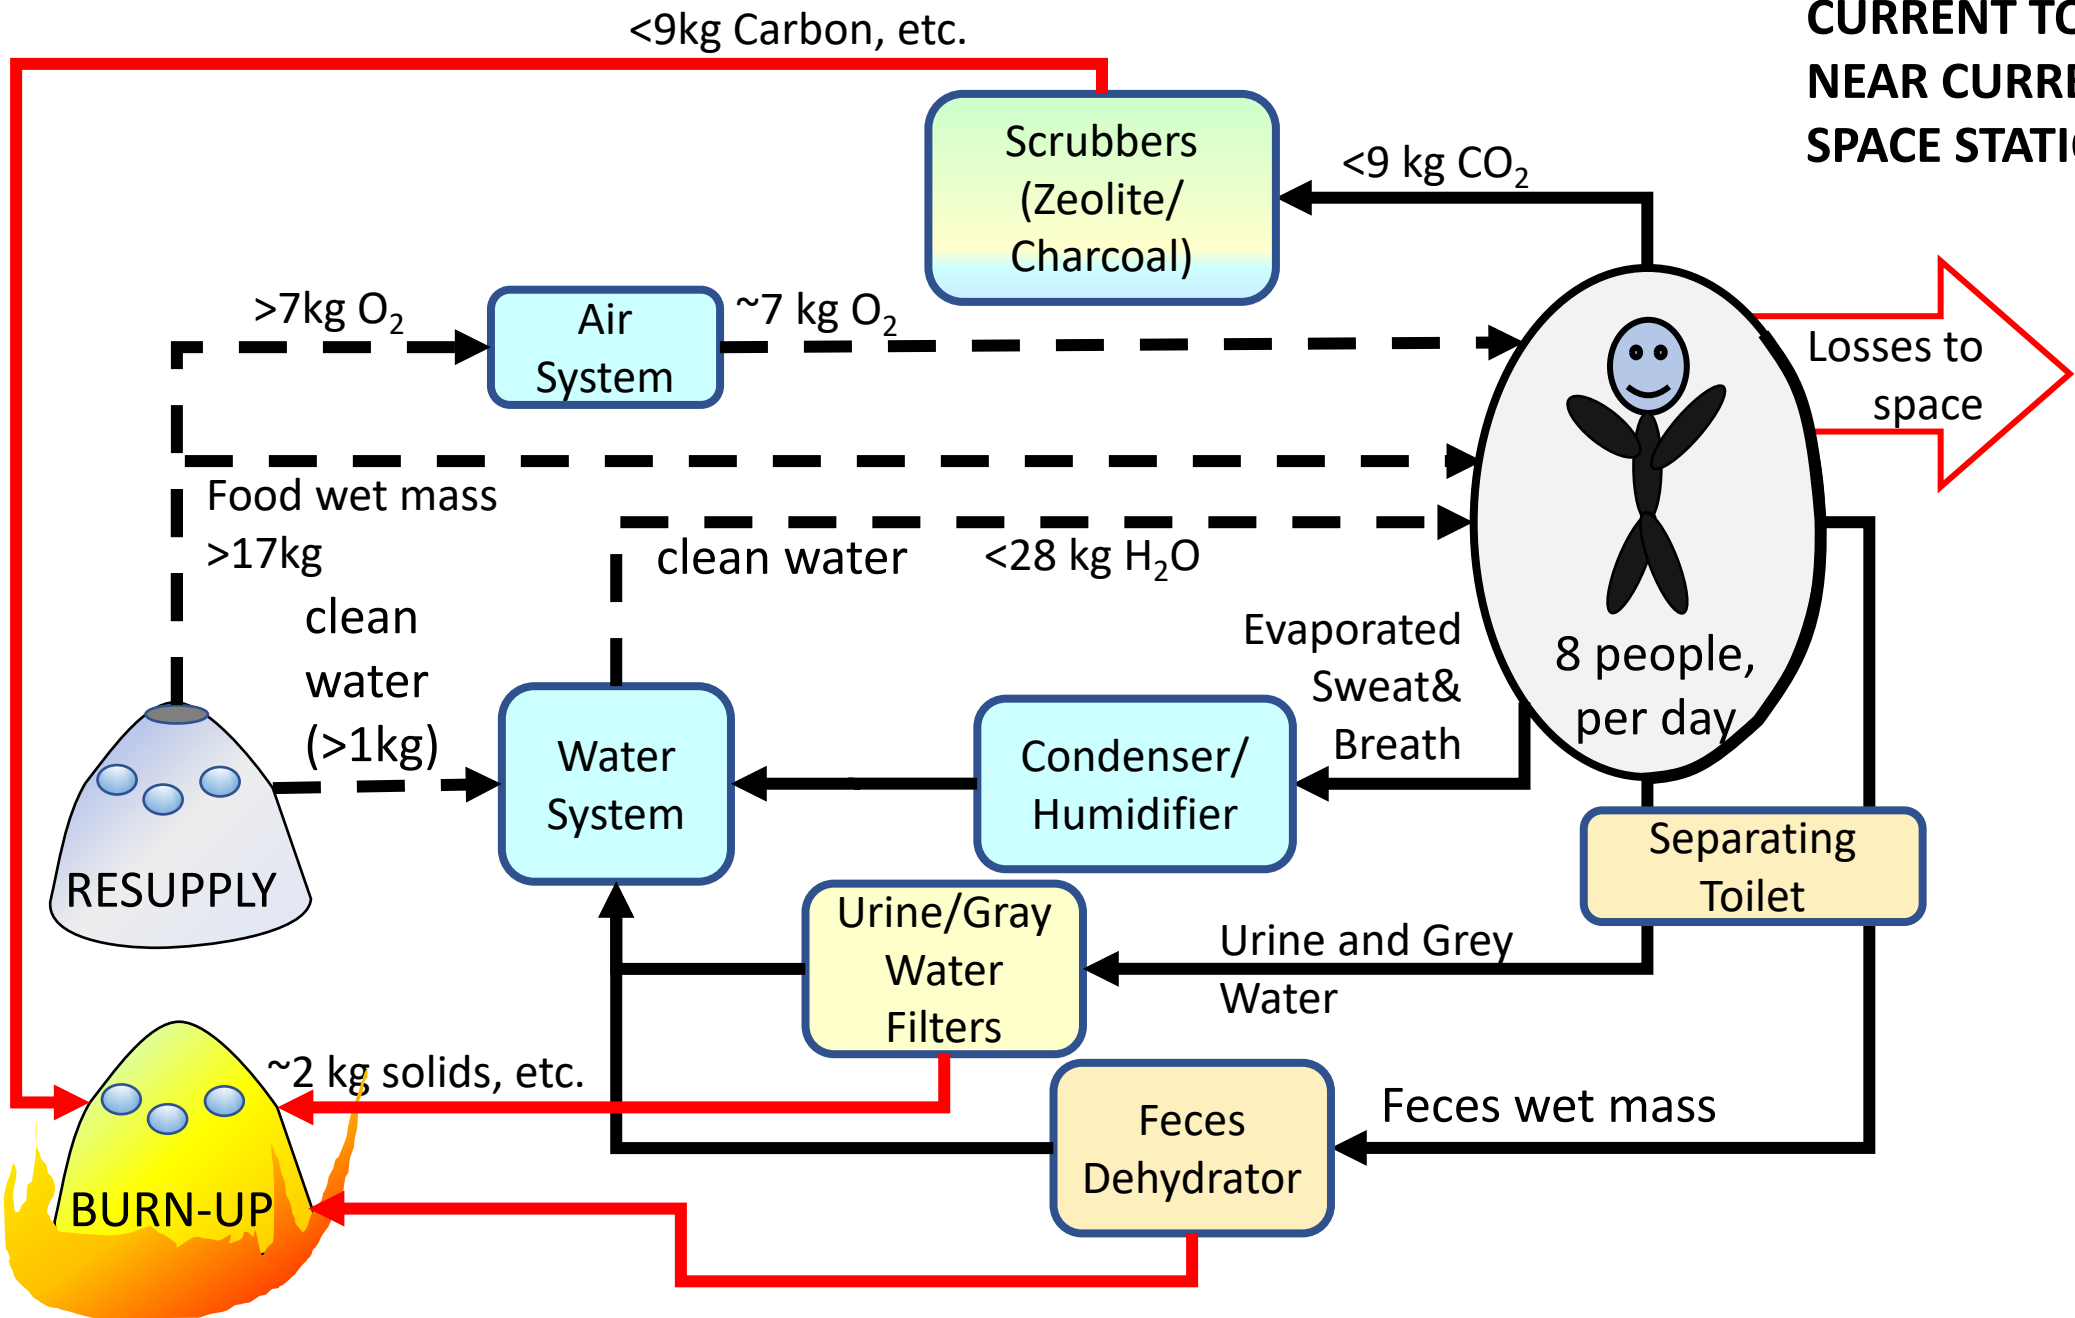 <9kg Carbon, etc.
CURRENT TO
NEAR CURRE
SPACE STATIO
Scrubbers
(Zeolite/
Charcoal)
<9 kg CO₂
>7kg O₂
Air
System
~7 kg O₂
Losses to
space
Food wet mass
>17kg
clean water
<28 kg H₂O
clean
water
(>1kg)
Evaporated
Sweat&
Breath
8 people,
per day
Water
System
Condenser/
Humidifier
Separating
Toilet
RESUPPLY
Urine/Gray
Water
Filters
Urine and Grey
Water
~2 kg solids, etc.
Feces
Dehydrator
Feces wet mass
BURN-UP